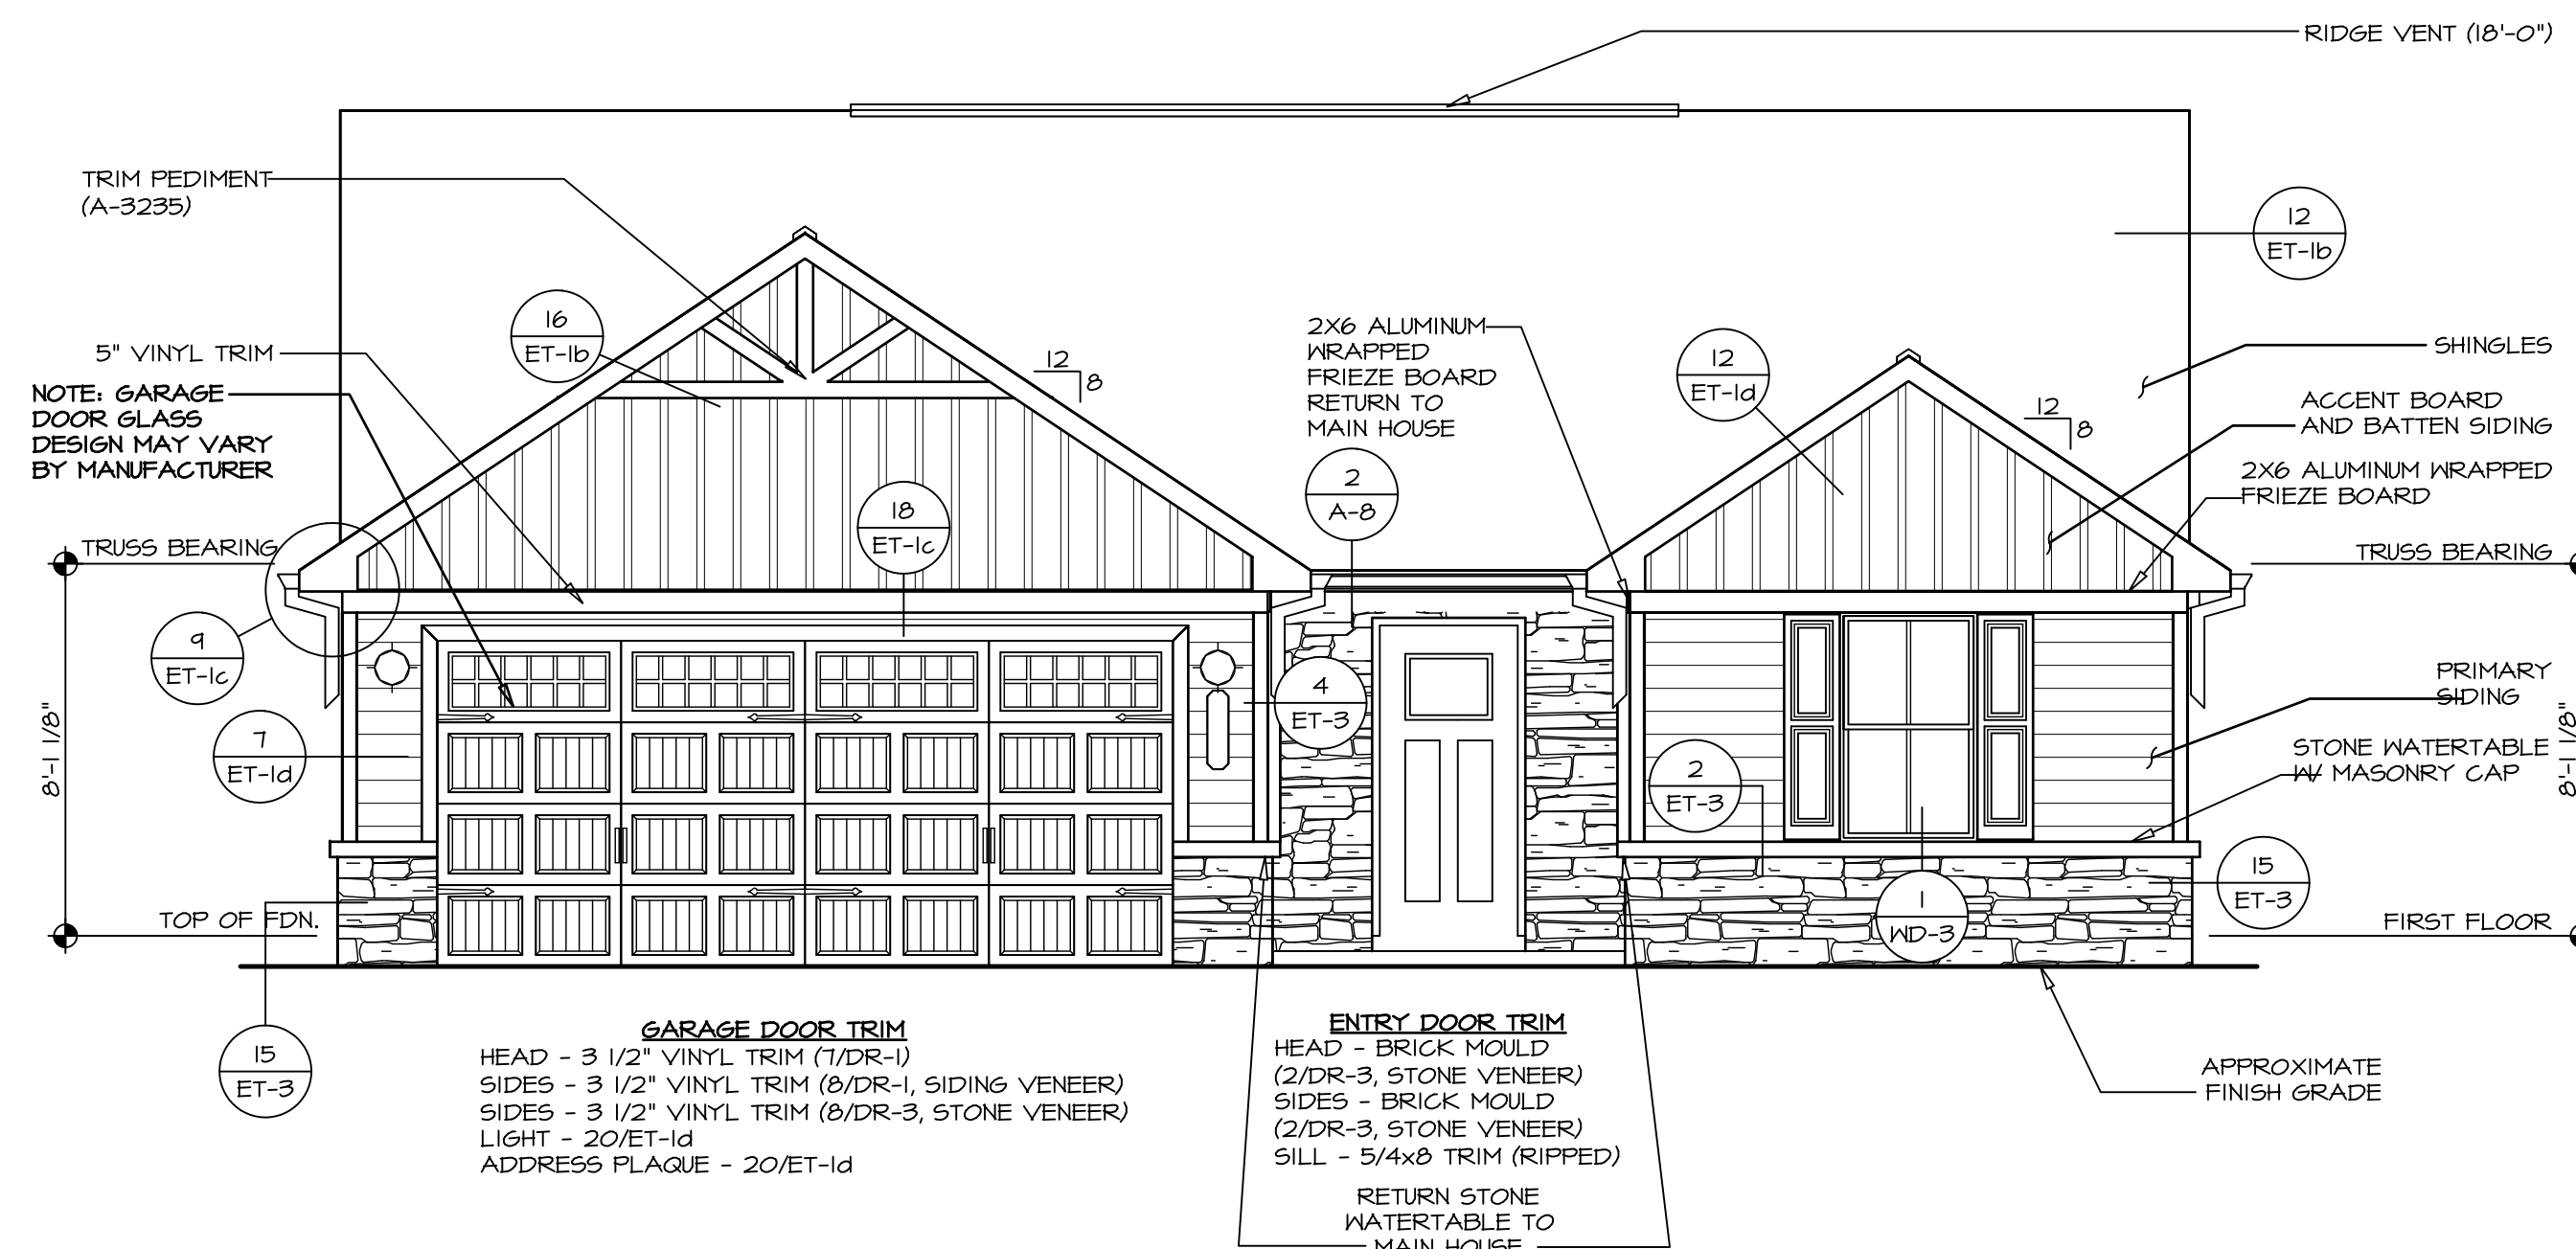 RIDGE VENT (18'-0")
TRIM PEDIMENT
(A-3235)
12
ET-1b
16
ET-1b
5" VINYL TRIM
NOTE: GARAGE
DOOR GLASS
DESIGN MAY VARY
BY MANUFACTURER
12
8
2X6 ALUMINUM
WRAPPED
FRIEZE BOARD
RETURN TO
MAIN HOUSE
12
ET-1d
12
8
SHINGLES
ACCENT BOARD
AND BATTEN SIDING
2X6 ALUMINUM WRAPPED
FRIEZE BOARD
2
A-8
18
ET-1c
TRUSS BEARING
TRUSS BEARING
9
ET-1c
4
ET-3
7
ET-1d
2
ET-3
PRIMARY
SIDING
STONE WATERTABLE
W/ MASONRY CAP
8'-1 1/8"
8'-1 1/8"
15
ET-3
1
WD-3
TOP OF FDN.
FIRST FLOOR
15
ET-3
GARAGE DOOR TRIM
HEAD - 3 1/2" VINYL TRIM (7/DR-1)
SIDES - 3 1/2" VINYL TRIM (8/DR-1, SIDING VENEER)
SIDES - 3 1/2" VINYL TRIM (8/DR-3, STONE VENEER)
LIGHT - 20/ET-1d
ADDRESS PLAQUE - 20/ET-1d
ENTRY DOOR TRIM
HEAD - BRICK MOULD
(2/DR-3, STONE VENEER)
SIDES - BRICK MOULD
(2/DR-3, STONE VENEER)
SILL - 5/4x8 TRIM (RIPPED)
RETURN STONE
WATERTABLE TO
MAIN HOUSE
APPROXIMATE
FINISH GRADE